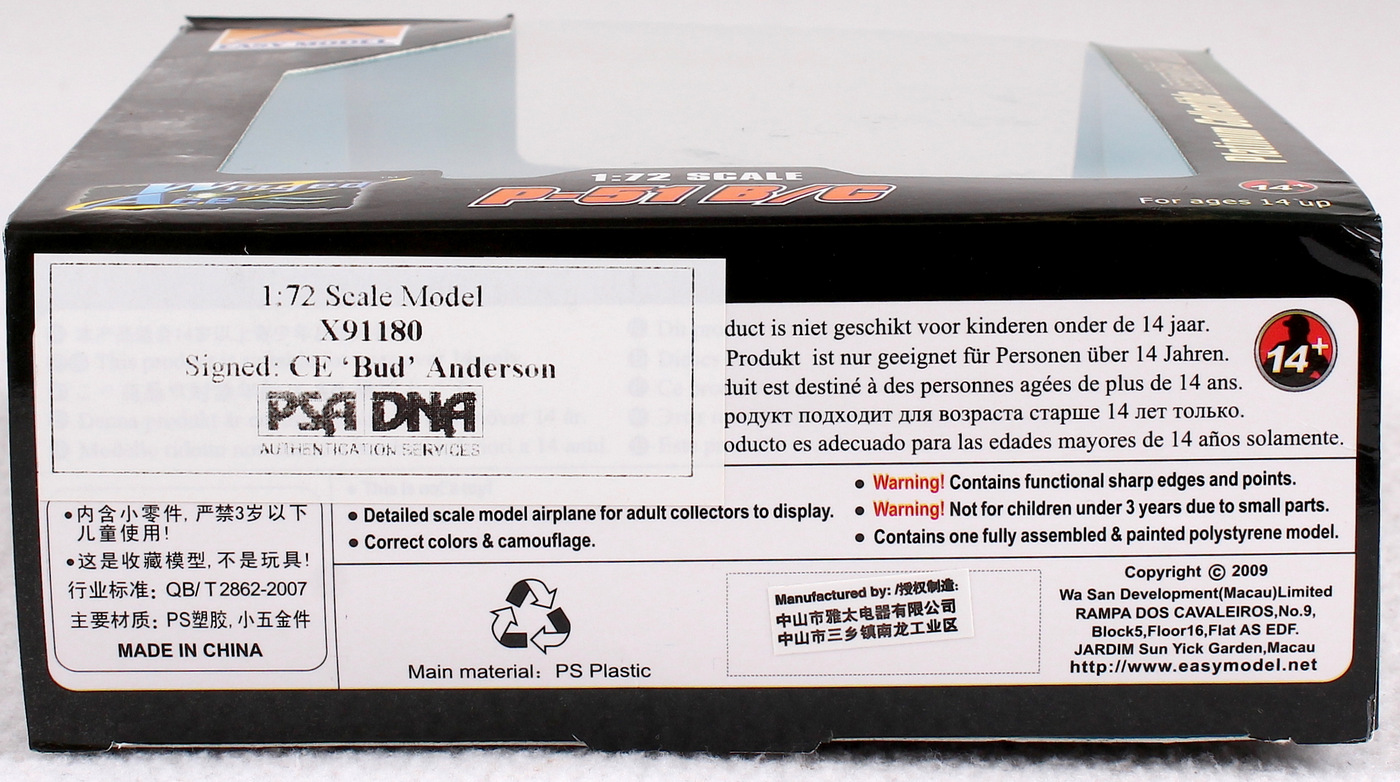 EASY MODEL
Platinum Collectible
1:72 SCALE
Winged Ace
P-51 B/C
14+
For ages 14 up
1:72 Scale Model
X91180
Signed: CE 'Bud' Anderson
PSA DNA
AUTHENTICATION SERVICES
duct is niet geschikt voor kinderen onder de 14 jaar.
Produkt ist nur geeignet für Personen über 14 Jahren.
duit est destiné à des personnes agées de plus de 14 ans.
родукт подходит для возраста старше 14 лет только.
oducto es adecuado para las edades mayores de 14 años solamente.
14+
• Detailed scale model airplane for adult collectors to display.
• Correct colors & camouflage.
• Warning! Contains functional sharp edges and points.
• Warning! Not for children under 3 years due to small parts.
• Contains one fully assembled & painted polystyrene model.
•内含小零件, 严禁3岁以下
儿童使用!
•这是收藏模型, 不是玩具!
行业标准: QB/T2862-2007
主要材质: PS塑胶, 小五金件
MADE IN CHINA
Main material: PS Plastic
Manufactured by: /授权制造:
中山市雅太电器有限公司
中山市三乡镇南龙工业区
Copyright © 2009
Wa San Development(Macau)Limited
RAMPA DOS CAVALEIROS,No.9,
Block5,Floor16,Flat AS EDF.
JARDIM Sun Yick Garden,Macau
http://www.easymodel.net